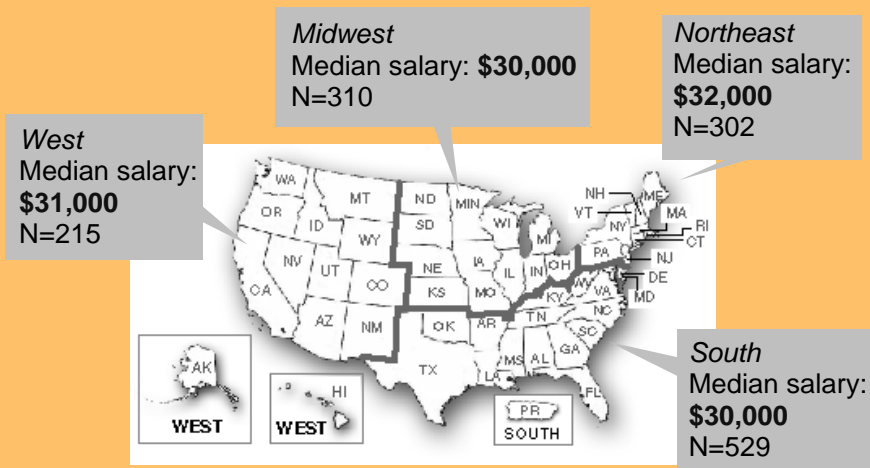 Midwest
Median salary: $30,000
N=310
Northeast
Median salary:
$32,000
N=302
West
Median salary:
$31,000
N=215
WA
MT
ND
MIN
OR
ID
WY
SD
WI
MI
NH
VT
ME
MA
NY
RI
CT
NV
UT
CO
NE
KS
IA
MO
IL
IN
OH
PA
NJ
DE
MD
CA
AZ
NM
OK
AR
KY
WV
VA
TN
NC
SC
TX
LA
MS
AL
GA
FL
AK
WEST
HI
WEST
PR
SOUTH
South
Median salary:
$30,000
N=529